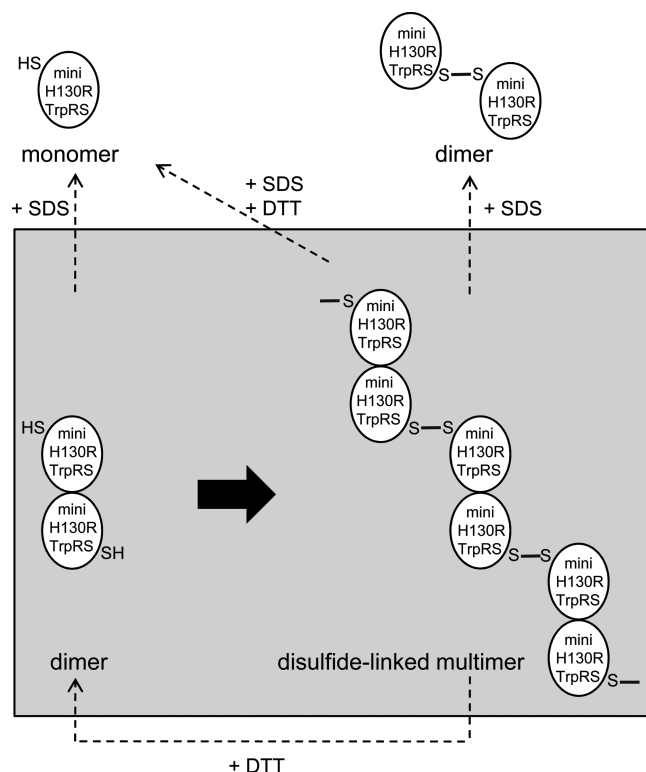 HS
mini
H130R
TrpRS
monomer
mini
H130R
TrpRS
S
S
mini
H130R
TrpRS
dimer
+ SDS
+ SDS
+ DTT
+ SDS
S
mini
H130R
TrpRS
mini
H130R
TrpRS
S
S
HS
mini
H130R
TrpRS
mini
H130R
TrpRS
SH
mini
H130R
TrpRS
mini
H130R
TrpRS
S
S
mini
H130R
TrpRS
mini
H130R
TrpRS
S
dimer
disulfide-linked multimer
+ DTT